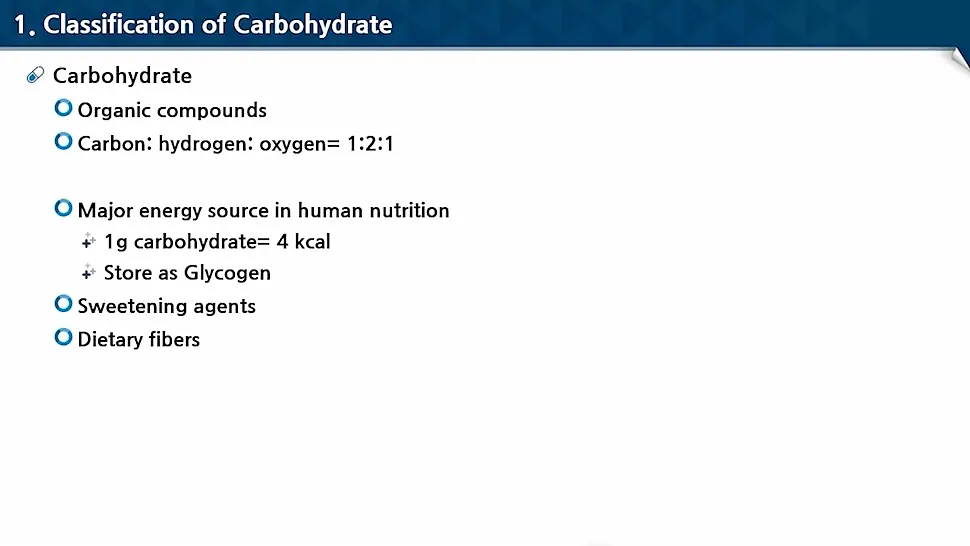 1. Classification of Carbohydrate
Carbohydrate
Organic compounds
Carbon: hydrogen: oxygen= 1:2:1
Major energy source in human nutrition
1g carbohydrate= 4 kcal
Store as Glycogen
Sweetening agents
Dietary fibers